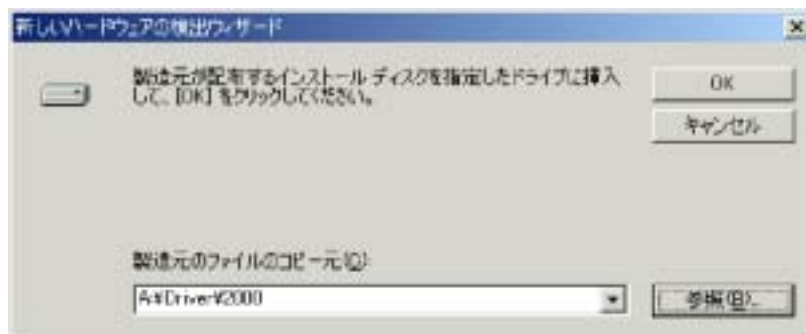 新しいハードウェアの検出ウィザード
製造元が配布するインストール ディスクを指定したドライブに挿入
して、[OK] をクリックしてください。
OK
キャンセル
製造元のファイルのコピー元(C):
A:¥Driver¥2000
参照(B)...